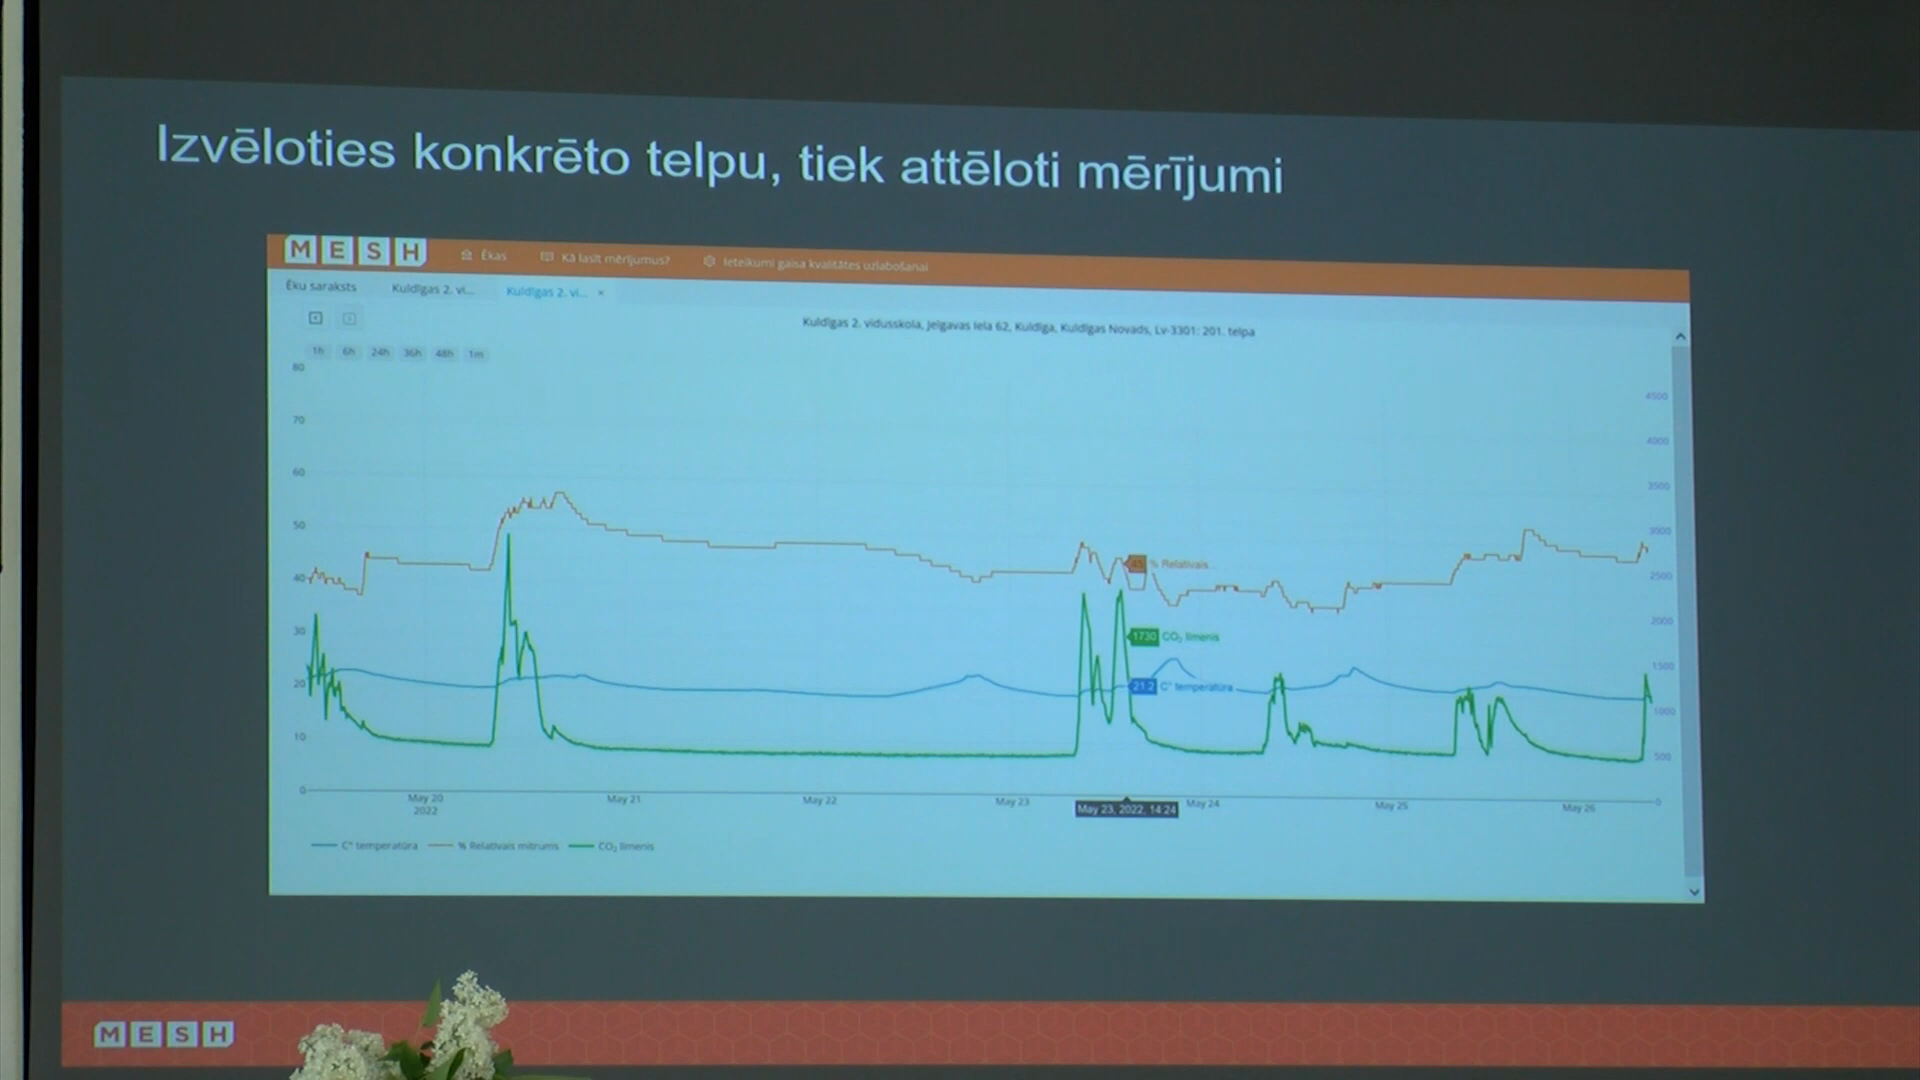 Izvēloties konkrēto telpu, tiek attēloti mērījumi
MESH Ēkas Kā lasīt mērījumus? Ieteikumi gaisa kvalitātes uzlabošanai
Ēku saraksts Kuldīgas 2. vi... Kuldīgas 2. vi... ×
Kuldīgas 2. vidusskola, Jelgavas iela 62, Kuldīga, Kuldīgas Novads, Lv-3301: 201. telpa
1h 6h 24h 36h 48h 1m
80
4500
70
4000
60
3500
50
3000
45 % Relatīvais
40
2500
2000
30
1730 CO₂ līmenis
1500
20
21.2 C° temperatūra
1000
10
500
0
0
May 20 May 21 May 22 May 23 May 24 May 25 May 26
2022
May 23, 2022, 14:24
C° temperatūra % Relatīvais mitrums CO₂ līmenis
MESH